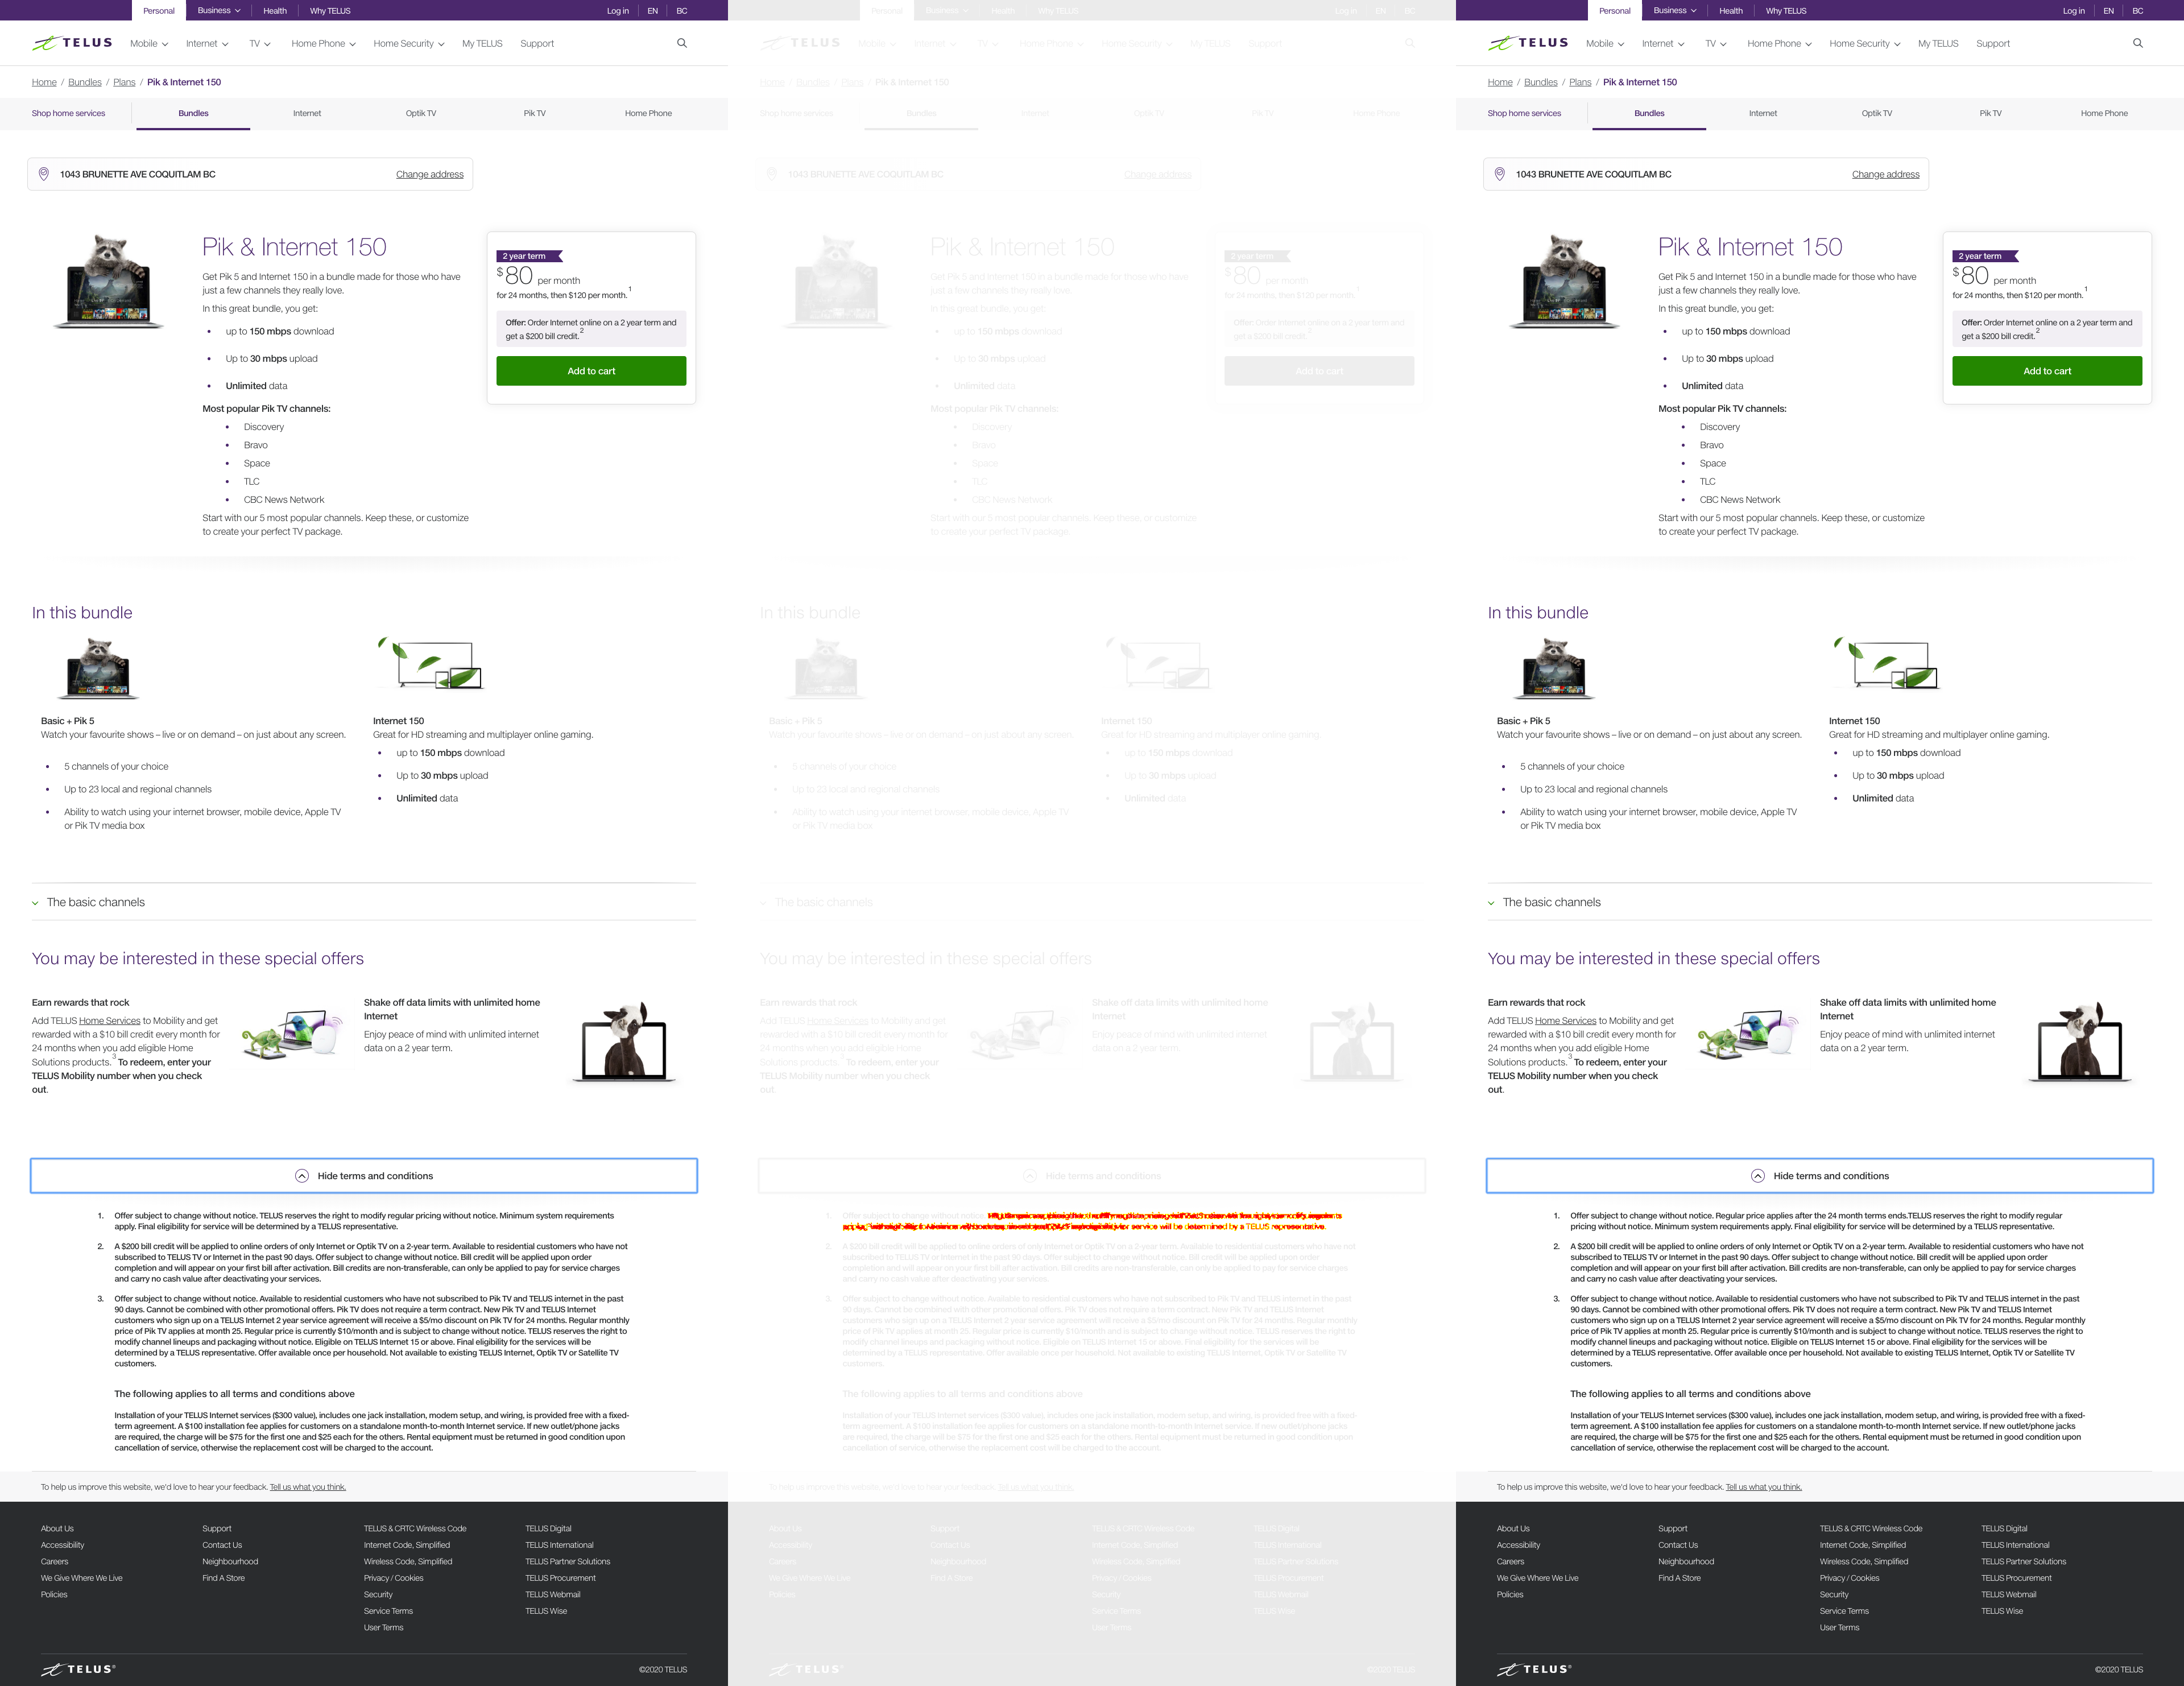 Personal
Business
Health
Why TELUS
Log in
EN
BC
TELUS
Mobile
Internet
TV
Home Phone
Home Security
My TELUS
Support
Home / Bundles / Plans / Pik & Internet 150
Shop home services
Bundles
Internet
Optik TV
Pik TV
Home Phone
1043 BRUNETTE AVE COQUITLAM BC
Change address
Pik & Internet 150
Get Pik 5 and Internet 150 in a bundle made for those who have
just a few channels they really love.
In this great bundle, you get:
• up to 150 mbps download
• Up to 30 mbps upload
• Unlimited data
Most popular Pik TV channels:
• Discovery
• Bravo
• Space
• TLC
• CBC News Network
Start with our 5 most popular channels. Keep these, or customize
to create your perfect TV package.
2 year term
$80 per month
for 24 months, then $120 per month. 1
Offer: Order Internet online on a 2 year term and
get a $200 bill credit. 2
Add to cart
In this bundle
Basic + Pik 5
Watch your favourite shows – live or on demand – on just about any screen.
• 5 channels of your choice
• Up to 23 local and regional channels
• Ability to watch using your internet browser, mobile device, Apple TV
or Pik TV media box
Internet 150
Great for HD streaming and multiplayer online gaming.
• up to 150 mbps download
• Up to 30 mbps upload
• Unlimited data
The basic channels
You may be interested in these special offers
Earn rewards that rock
Add TELUS Home Services to Mobility and get
rewarded with a $10 bill credit every month for
24 months when you add eligible Home
Solutions products. 3 To redeem, enter your
TELUS Mobility number when you check
out.
Shake off data limits with unlimited home
Internet
Enjoy peace of mind with unlimited internet
data on a 2 year term.
Hide terms and conditions
1. Offer subject to change without notice. TELUS reserves the right to modify regular pricing without notice. Minimum system requirements
apply. Final eligibility for service will be determined by a TELUS representative.
2. A $200 bill credit will be applied to online orders of only Internet or Optik TV on a 2-year term. Available to residential customers who have not
subscribed to TELUS TV or Internet in the past 90 days. Offer subject to change without notice. Bill credit will be applied upon order
completion and will appear on your first bill after activation. Bill credits are non-transferable, can only be applied to pay for service charges
and carry no cash value after deactivating your services.
3. Offer subject to change without notice. Available to residential customers who have not subscribed to Pik TV and TELUS internet in the past
90 days. Cannot be combined with other promotional offers. Pik TV does not require a term contract. New Pik TV and TELUS Internet
customers who sign up on a TELUS Internet 2 year service agreement will receive a $5/mo discount on Pik TV for 24 months. Regular monthly
price of Pik TV applies at month 25. Regular price is currently $10/month and is subject to change without notice. TELUS reserves the right to
modify channel lineups and packaging without notice. Eligible on TELUS Internet 15 or above. Final eligibility for the services will be
determined by a TELUS representative. Offer available once per household. Not available to existing TELUS Internet, Optik TV or Satellite TV
customers.
The following applies to all terms and conditions above
Installation of your TELUS Internet services ($300 value), includes one jack installation, modem setup, and wiring, is provided free with a fixed-
term agreement. A $100 installation fee applies for customers on a standalone month-to-month Internet service. If new outlet/phone jacks
are required, the charge will be $75 for the first one and $25 each for the others. Rental equipment must be returned in good condition upon
cancellation of service, otherwise the replacement cost will be charged to the account.
To help us improve this website, we'd love to hear your feedback. Tell us what you think.
About Us
Accessibility
Careers
We Give Where We Live
Policies
Support
Contact Us
Neighbourhood
Find A Store
TELUS & CRTC Wireless Code
Internet Code, Simplified
Wireless Code, Simplified
Privacy / Cookies
Security
Service Terms
User Terms
TELUS Digital
TELUS International
TELUS Partner Solutions
TELUS Procurement
TELUS Webmail
TELUS Wise
TELUS®
©2020 TELUS
Personal
Business
Health
Why TELUS
Log in
EN
BC
TELUS
Mobile
Internet
TV
Home Phone
Home Security
My TELUS
Support
Home / Bundles / Plans / Pik & Internet 150
Shop home services
Bundles
Internet
Optik TV
Pik TV
Home Phone
1043 BRUNETTE AVE COQUITLAM BC
Change address
Pik & Internet 150
Get Pik 5 and Internet 150 in a bundle made for those who have
just a few channels they really love.
In this great bundle, you get:
• up to 150 mbps download
• Up to 30 mbps upload
• Unlimited data
Most popular Pik TV channels:
• Discovery
• Bravo
• Space
• TLC
• CBC News Network
Start with our 5 most popular channels. Keep these, or customize
to create your perfect TV package.
2 year term
$80 per month
for 24 months, then $120 per month.
Offer: Order Internet online on a 2 year term and
get a $200 bill credit.
Add to cart
In this bundle
Basic + Pik 5
Watch your favourite shows – live or on demand – on just about any screen.
• 5 channels of your choice
• Up to 23 local and regional channels
• Ability to watch using your internet browser, mobile device, Apple TV
or Pik TV media box
Internet 150
Great for HD streaming and multiplayer online gaming.
• up to 150 mbps download
• Up to 30 mbps upload
• Unlimited data
The basic channels
You may be interested in these special offers
Earn rewards that rock
Add TELUS Home Services to Mobility and get
rewarded with a $10 bill credit every month for
24 months when you add eligible Home
Solutions products. To redeem, enter your
TELUS Mobility number when you check
out.
Shake off data limits with unlimited home
Internet
Enjoy peace of mind with unlimited internet
data on a 2 year term.
Hide terms and conditions
1. Offer subject to change without notice.
for service will be determined by a TELUS representative.
2. A $200 bill credit will be applied to online orders of only Internet or Optik TV on a 2-year term. Available to residential customers who have not
subscribed to TELUS TV or Internet in the past 90 days. Offer subject to change without notice. Bill credit will be applied upon order
completion and will appear on your first bill after activation. Bill credits are non-transferable, can only be applied to pay for service charges
and carry no cash value after deactivating your services.
3. Offer subject to change without notice. Available to residential customers who have not subscribed to Pik TV and TELUS internet in the past
90 days. Cannot be combined with other promotional offers. Pik TV does not require a term contract. New Pik TV and TELUS Internet
customers who sign up on a TELUS Internet 2 year service agreement will receive a $5/mo discount on Pik TV for 24 months. Regular monthly
price of Pik TV applies at month 25. Regular price is currently $10/month and is subject to change without notice. TELUS reserves the right to
modify channel lineups and packaging without notice. Eligible on TELUS Internet 15 or above. Final eligibility for the services will be
determined by a TELUS representative. Offer available once per household. Not available to existing TELUS Internet, Optik TV or Satellite TV
customers.
The following applies to all terms and conditions above
Installation of your TELUS Internet services ($300 value), includes one jack installation, modem setup, and wiring, is provided free with a fixed-
term agreement. A $100 installation fee applies for customers on a standalone month-to-month Internet service. If new outlet/phone jacks
are required, the charge will be $75 for the first one and $25 each for the others. Rental equipment must be returned in good condition upon
cancellation of service, otherwise the replacement cost will be charged to the account.
To help us improve this website, we'd love to hear your feedback. Tell us what you think.
About Us
Accessibility
Careers
We Give Where We Live
Policies
Support
Contact Us
Neighbourhood
Find A Store
TELUS & CRTC Wireless Code
Internet Code, Simplified
Wireless Code, Simplified
Privacy / Cookies
Security
Service Terms
User Terms
TELUS Digital
TELUS International
TELUS Partner Solutions
TELUS Procurement
TELUS Webmail
TELUS Wise
TELUS®
©2020 TELUS
Personal
Business
Health
Why TELUS
Log in
EN
BC
TELUS
Mobile
Internet
TV
Home Phone
Home Security
My TELUS
Support
Home / Bundles / Plans / Pik & Internet 150
Shop home services
Bundles
Internet
Optik TV
Pik TV
Home Phone
1043 BRUNETTE AVE COQUITLAM BC
Change address
Pik & Internet 150
Get Pik 5 and Internet 150 in a bundle made for those who have
just a few channels they really love.
In this great bundle, you get:
• up to 150 mbps download
• Up to 30 mbps upload
• Unlimited data
Most popular Pik TV channels:
• Discovery
• Bravo
• Space
• TLC
• CBC News Network
Start with our 5 most popular channels. Keep these, or customize
to create your perfect TV package.
2 year term
$80 per month
for 24 months, then $120 per month. 1
Offer: Order Internet online on a 2 year term and
get a $200 bill credit. 2
Add to cart
In this bundle
Basic + Pik 5
Watch your favourite shows – live or on demand – on just about any screen.
• 5 channels of your choice
• Up to 23 local and regional channels
• Ability to watch using your internet browser, mobile device, Apple TV
or Pik TV media box
Internet 150
Great for HD streaming and multiplayer online gaming.
• up to 150 mbps download
• Up to 30 mbps upload
• Unlimited data
The basic channels
You may be interested in these special offers
Earn rewards that rock
Add TELUS Home Services to Mobility and get
rewarded with a $10 bill credit every month for
24 months when you add eligible Home
Solutions products. 3 To redeem, enter your
TELUS Mobility number when you check
out.
Shake off data limits with unlimited home
Internet
Enjoy peace of mind with unlimited internet
data on a 2 year term.
Hide terms and conditions
1. Offer subject to change without notice. Regular price applies after the 24 month terms ends.TELUS reserves the right to modify regular
pricing without notice. Minimum system requirements apply. Final eligibility for service will be determined by a TELUS representative.
2. A $200 bill credit will be applied to online orders of only Internet or Optik TV on a 2-year term. Available to residential customers who have not
subscribed to TELUS TV or Internet in the past 90 days. Offer subject to change without notice. Bill credit will be applied upon order
completion and will appear on your first bill after activation. Bill credits are non-transferable, can only be applied to pay for service charges
and carry no cash value after deactivating your services.
3. Offer subject to change without notice. Available to residential customers who have not subscribed to Pik TV and TELUS internet in the past
90 days. Cannot be combined with other promotional offers. Pik TV does not require a term contract. New Pik TV and TELUS Internet
customers who sign up on a TELUS Internet 2 year service agreement will receive a $5/mo discount on Pik TV for 24 months. Regular monthly
price of Pik TV applies at month 25. Regular price is currently $10/month and is subject to change without notice. TELUS reserves the right to
modify channel lineups and packaging without notice. Eligible on TELUS Internet 15 or above. Final eligibility for the services will be
determined by a TELUS representative. Offer available once per household. Not available to existing TELUS Internet, Optik TV or Satellite TV
customers.
The following applies to all terms and conditions above
Installation of your TELUS Internet services ($300 value), includes one jack installation, modem setup, and wiring, is provided free with a fixed-
term agreement. A $100 installation fee applies for customers on a standalone month-to-month Internet service. If new outlet/phone jacks
are required, the charge will be $75 for the first one and $25 each for the others. Rental equipment must be returned in good condition upon
cancellation of service, otherwise the replacement cost will be charged to the account.
To help us improve this website, we'd love to hear your feedback. Tell us what you think.
About Us
Accessibility
Careers
We Give Where We Live
Policies
Support
Contact Us
Neighbourhood
Find A Store
TELUS & CRTC Wireless Code
Internet Code, Simplified
Wireless Code, Simplified
Privacy / Cookies
Security
Service Terms
User Terms
TELUS Digital
TELUS International
TELUS Partner Solutions
TELUS Procurement
TELUS Webmail
TELUS Wise
TELUS®
©2020 TELUS